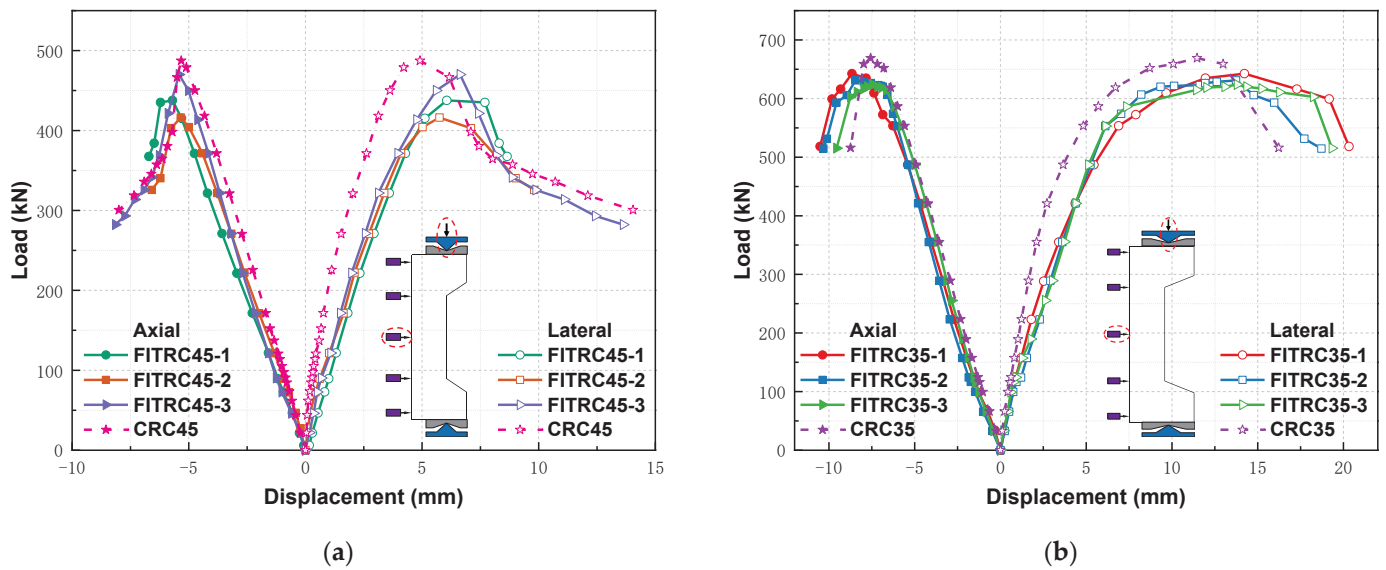 500
400
300
200
100
0
Load (kN)
Axial
FITRC45-1
FITRC45-2
FITRC45-3
CRC45
Lateral
FITRC45-1
FITRC45-2
FITRC45-3
CRC45
-10 -5 0 5 10 15
Displacement (mm)
(a)
700
600
500
400
300
200
100
0
Load (kN)
Axial
FITRC35-1
FITRC35-2
FITRC35-3
CRC35
Lateral
FITRC35-1
FITRC35-2
FITRC35-3
CRC35
-10 -5 0 5 10 15 20
Displacement (mm)
(b)